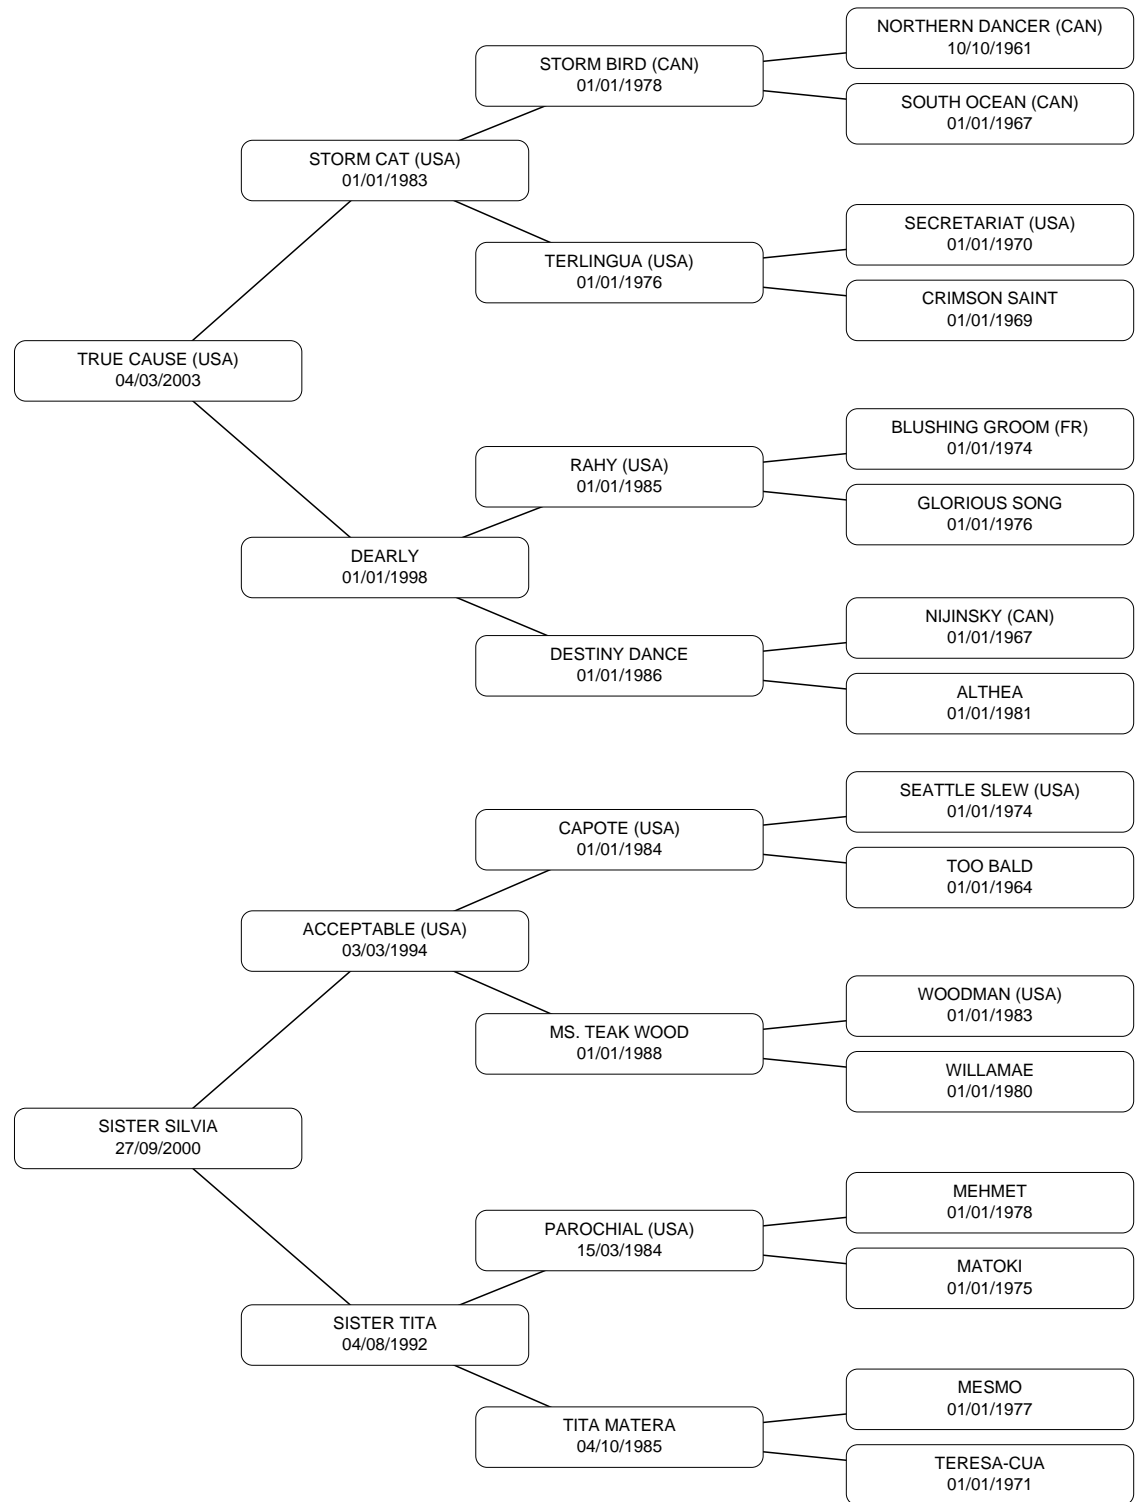 NORTHERN DANCER (CAN)
10/10/1961
STORM BIRD (CAN)
01/01/1978
SOUTH OCEAN (CAN)
01/01/1967
STORM CAT (USA)
01/01/1983
SECRETARIAT (USA)
01/01/1970
TERLINGUA (USA)
01/01/1976
CRIMSON SAINT
01/01/1969
TRUE CAUSE (USA)
04/03/2003
BLUSHING GROOM (FR)
01/01/1974
RAHY (USA)
01/01/1985
GLORIOUS SONG
01/01/1976
DEARLY
01/01/1998
NIJINSKY (CAN)
01/01/1967
DESTINY DANCE
01/01/1986
ALTHEA
01/01/1981
SEATTLE SLEW (USA)
01/01/1974
CAPOTE (USA)
01/01/1984
TOO BALD
01/01/1964
ACCEPTABLE (USA)
03/03/1994
WOODMAN (USA)
01/01/1983
MS. TEAK WOOD
01/01/1988
WILLAMAE
01/01/1980
SISTER SILVIA
27/09/2000
MEHMET
01/01/1978
PAROCHIAL (USA)
15/03/1984
MATOKI
01/01/1975
SISTER TITA
04/08/1992
MESMO
01/01/1977
TITA MATERA
04/10/1985
TERESA-CUA
01/01/1971